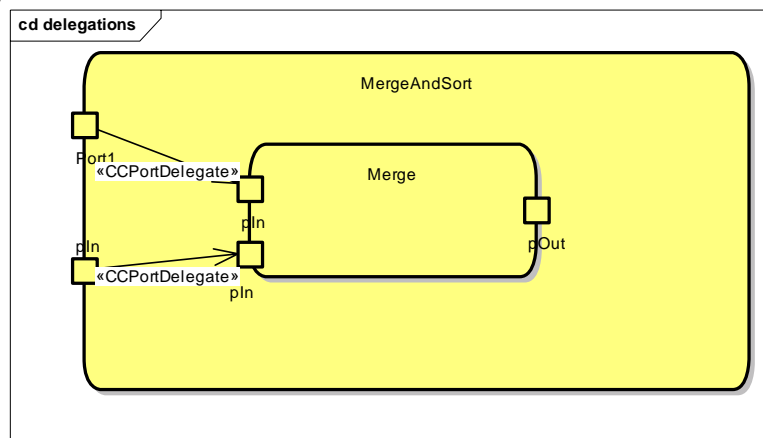 cd delegations
MergeAndSort
Port1
«CCPortDelegate»
Merge
pIn
pIn
«CCPortDelegate»
pIn
pOut